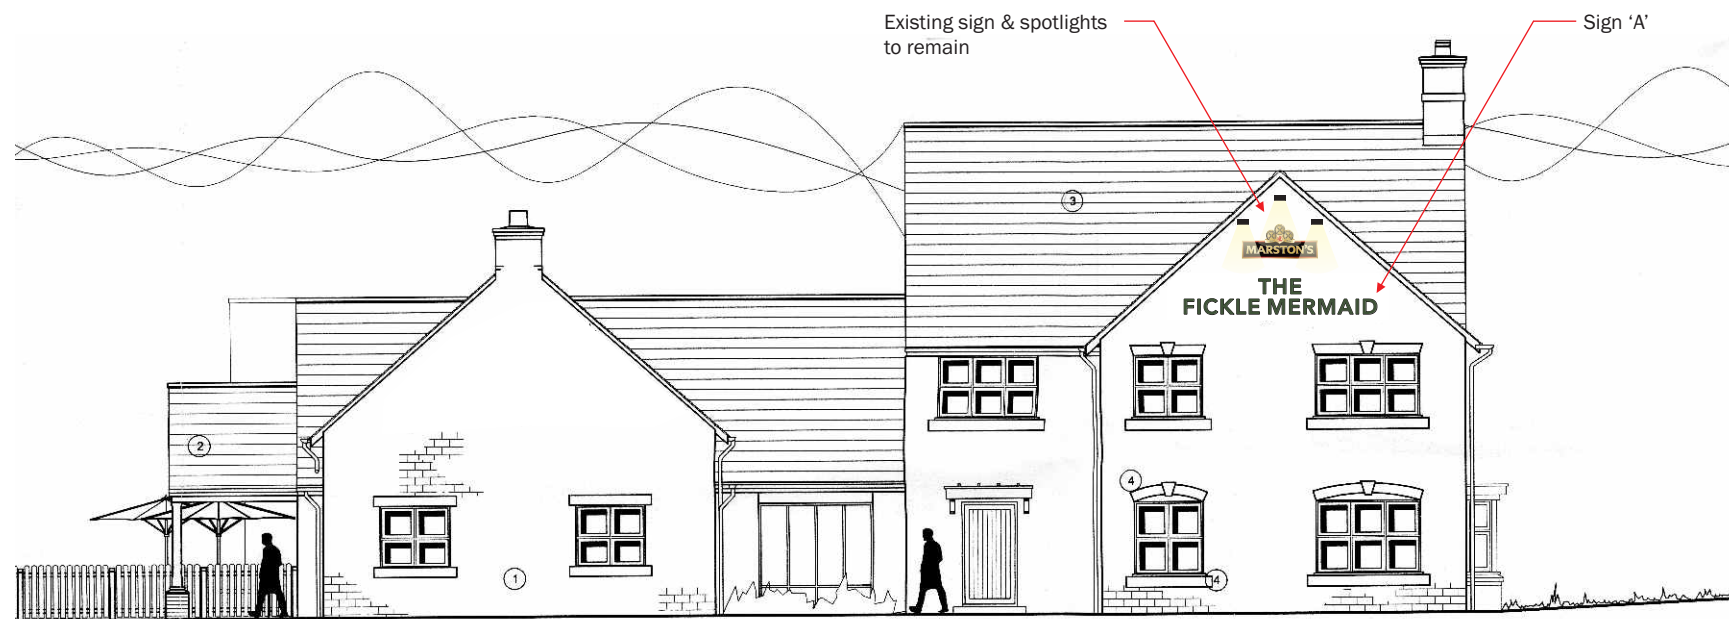 Existing sign & spotlights
to remain
Sign ‘A’
3
MARSTON'S
THE
FICKLE MERMAID
2
4
1
4